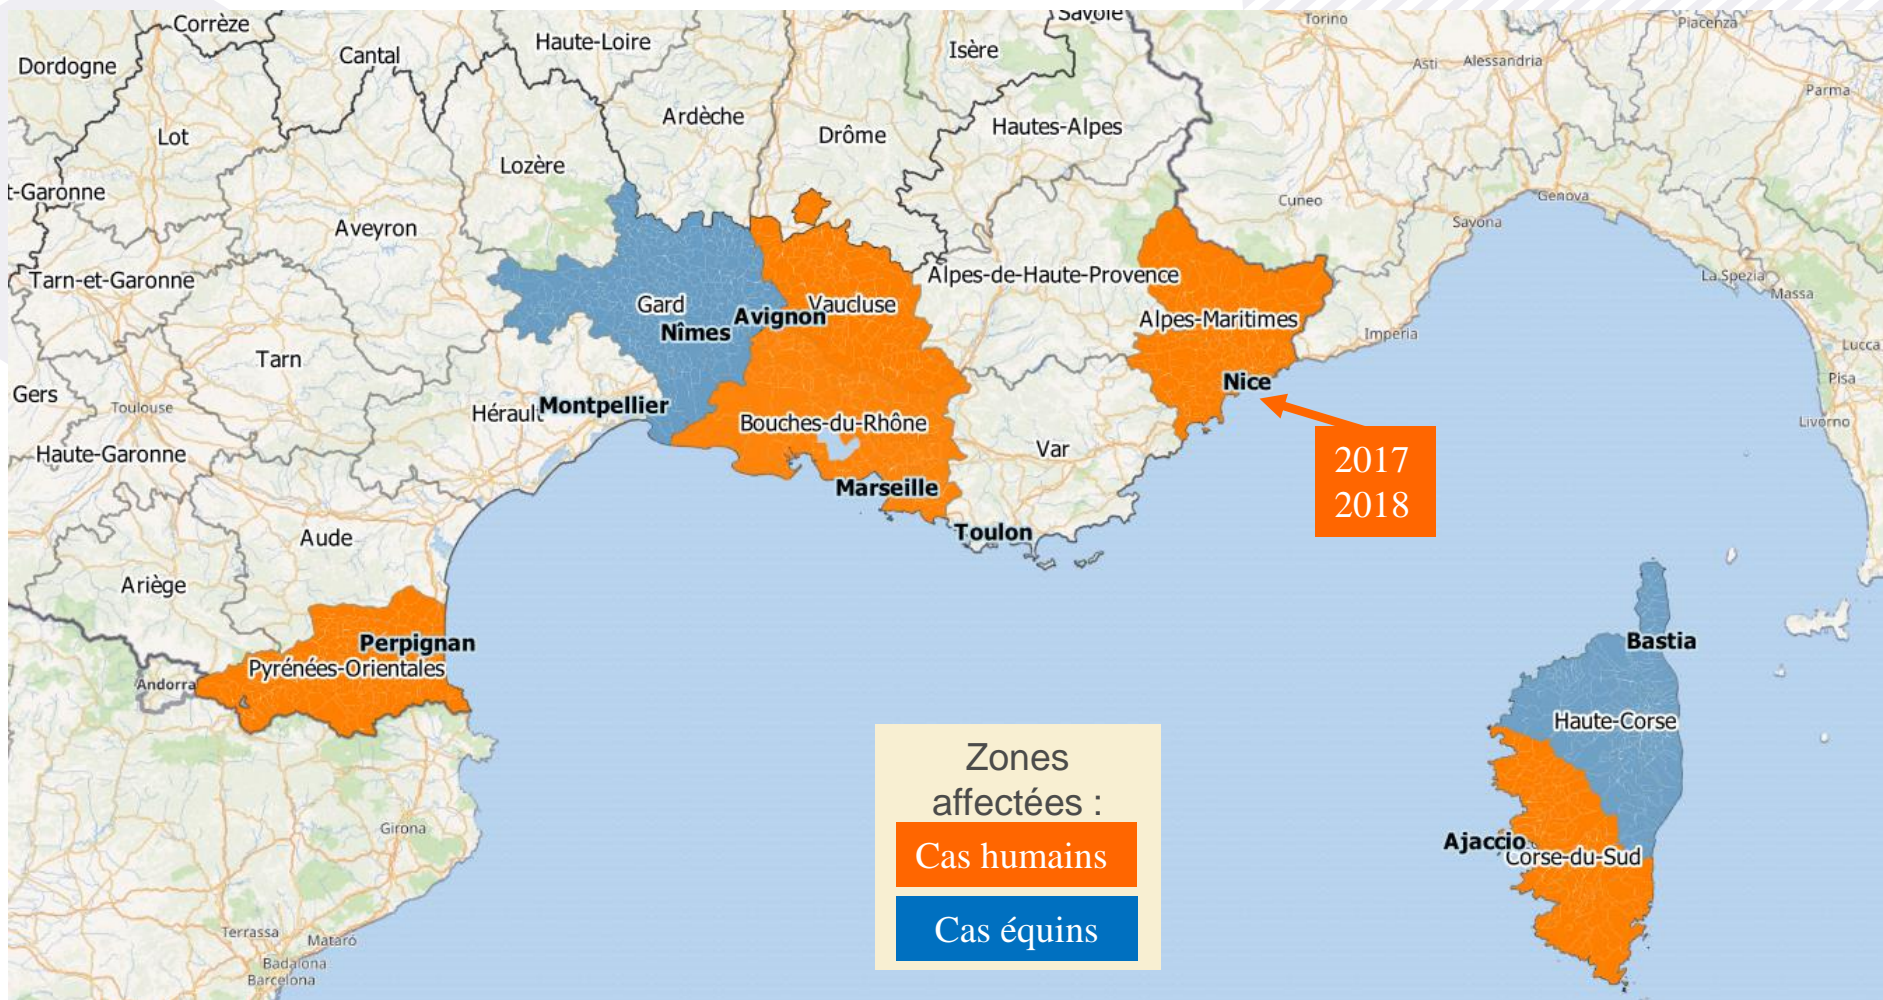 Corrèze
Savoie
Torino
Piacenza
Cantal
Haute-Loire
Isère
Dordogne
Asti
Alessandria
Parma
Ardèche
Lot
Drôme
Hautes-Alpes
Lozère
t-Garonne
Cuneo
Genova
Aveyron
Savona
Tarn-et-Garonne
Alpes-de-Haute-Provence
La Spezia
Massa
Gard
Vaucluse
Avignon
Nîmes
Alpes-Maritimes
Imperia
Lucca
Tarn
Pisa
Nice
Gers
Toulouse
Hérault
Montpellier
Bouches-du-Rhône
Livorno
Haute-Garonne
Var
2017
2018
Marseille
Toulon
Aude
Ariège
Perpignan
Pyrénées-Orientales
Andorra
Bastia
Haute-Corse
Zones
affectées :
Cas humains
Cas équins
Girona
Ajaccio
Corse-du-Sud
Terrassa
Mataró
Badalona
Barcelona